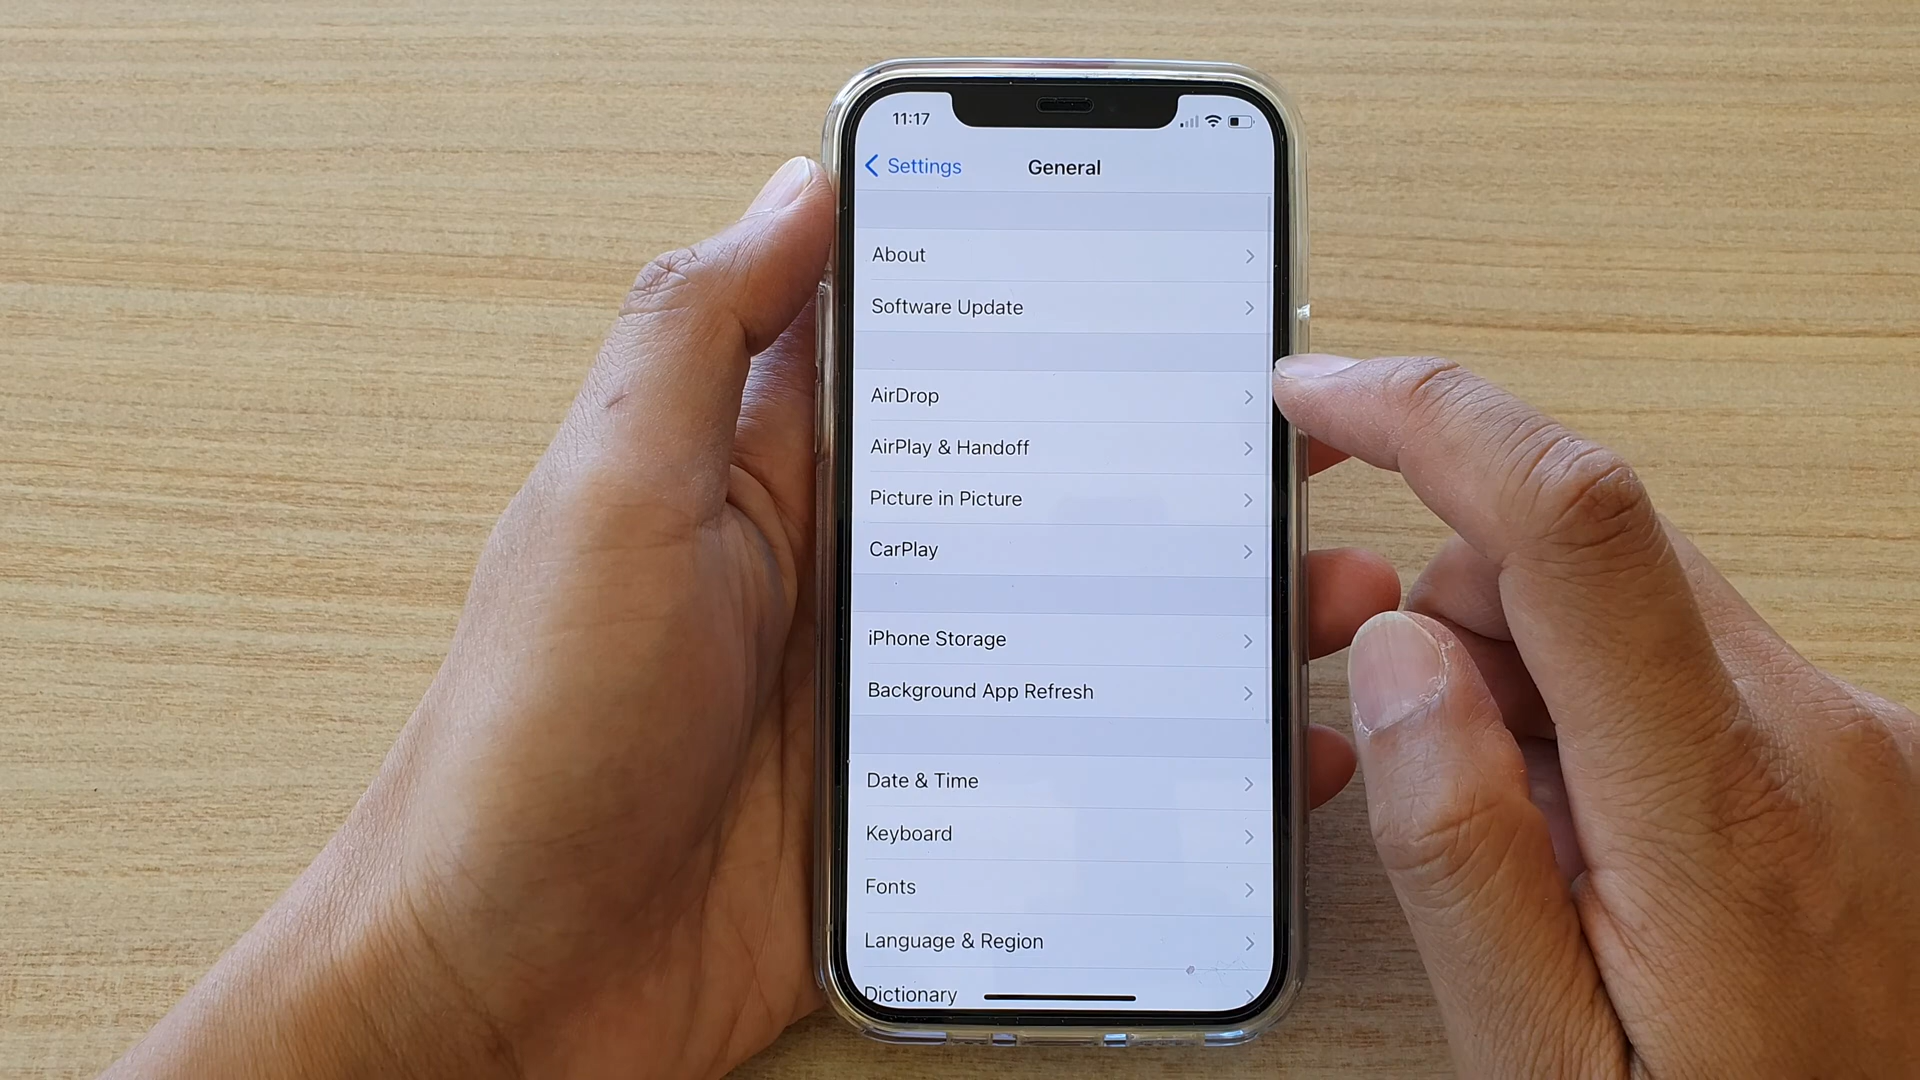 11:17
Settings
General
About
Software Update
AirDrop
AirPlay & Handoff
Picture in Picture
CarPlay
iPhone Storage
Background App Refresh
Date & Time
Keyboard
Fonts
Language & Region
Dictionary